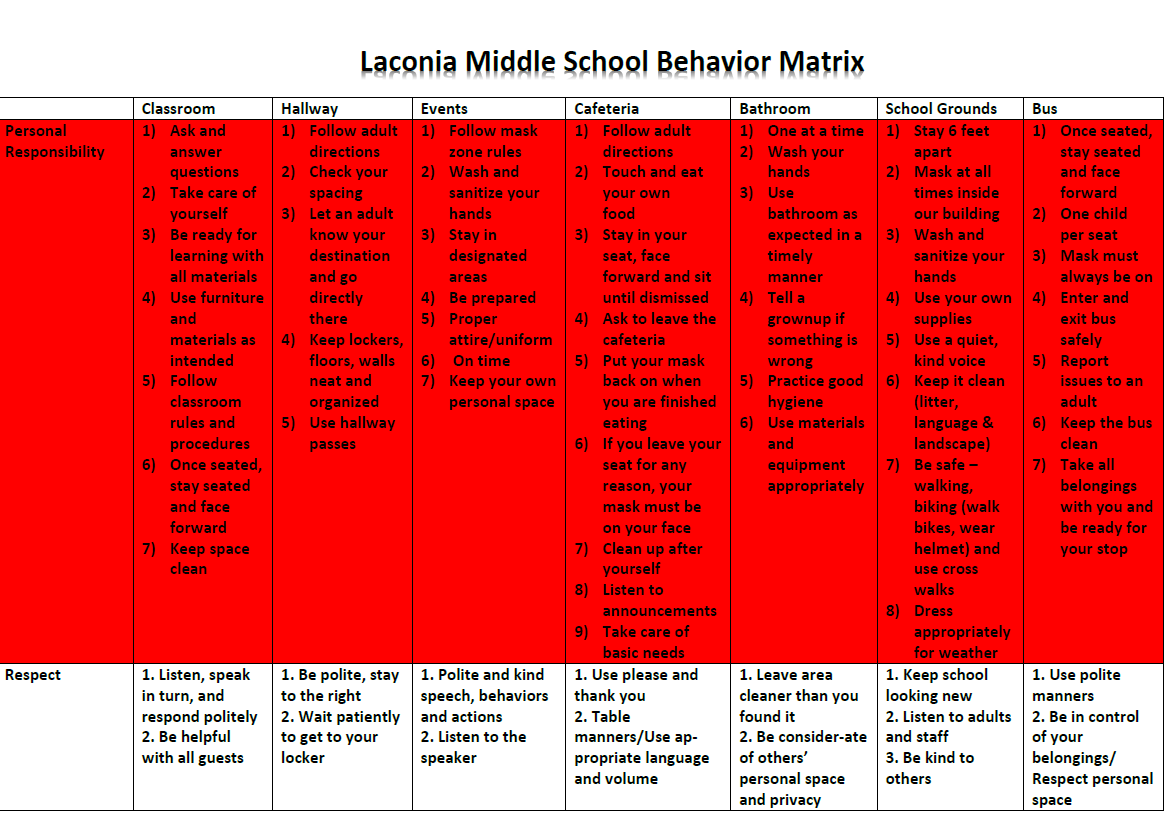 Laconia Middle School Behavior Matrix
Classroom
Hallway
Events
Cafeteria
Bathroom
School Grounds
Bus
Personal
Responsibility
1) Ask and
answer
questions
2) Take care of
yourself
3) Be ready for
learning with
all materials
4) Use furniture
and
materials as
intended
5) Follow
classroom
rules and
procedures
6) Once seated,
stay seated
and face
forward
7) Keep space
clean
1) Follow adult
directions
2) Check your
spacing
3) Let an adult
know your
destination
and go
directly
there
4) Keep lockers,
floors, walls
neat and
organized
5) Use hallway
passes
1) Follow mask
zone rules
2) Wash and
sanitize your
hands
3) Stay in
designated
areas
4) Be prepared
5) Proper
attire/uniform
6) On time
7) Keep your own
personal space
1) Follow adult
directions
2) Touch and eat
your own
food
3) Stay in your
seat, face
forward and sit
until dismissed
4) Ask to leave the
cafeteria
5) Put your mask
back on when
you are finished
eating
6) If you leave your
seat for any
reason, your
mask must be
on your face
7) Clean up after
yourself
8) Listen to
announcements
9) Take care of
basic needs
1) One at a time
2) Wash your
hands
3) Use
bathroom as
expected in a
timely
manner
4) Tell a
grownup if
something is
wrong
5) Practice good
hygiene
6) Use materials
and
equipment
appropriately
1) Stay 6 feet
apart
2) Mask at all
times inside
our building
3) Wash and
sanitize your
hands
4) Use your own
supplies
5) Use a quiet,
kind voice
6) Keep it clean
(litter,
language &
landscape)
7) Be safe –
walking,
biking (walk
bikes, wear
helmet) and
use cross
walks
8) Dress
appropriately
for weather
1) Once seated,
stay seated
and face
forward
2) One child
per seat
3) Mask must
always be on
4) Enter and
exit bus
safely
5) Report
issues to an
adult
6) Keep the bus
clean
7) Take all
belongings
with you and
be ready for
your stop
Respect
1. Listen, speak
in turn, and
respond politely
2. Be helpful
with all guests
1. Be polite, stay
to the right
2. Wait patiently
to get to your
locker
1. Polite and kind
speech, behaviors
and actions
2. Listen to the
speaker
1. Use please and
thank you
2. Table
manners/Use ap-
propriate language
and volume
1. Leave area
cleaner than you
found it
2. Be consider-ate
of others’
personal space
and privacy
1. Keep school
looking new
2. Listen to adults
and staff
3. Be kind to
others
1. Use polite
manners
2. Be in control
of your
belongings/
Respect personal
space